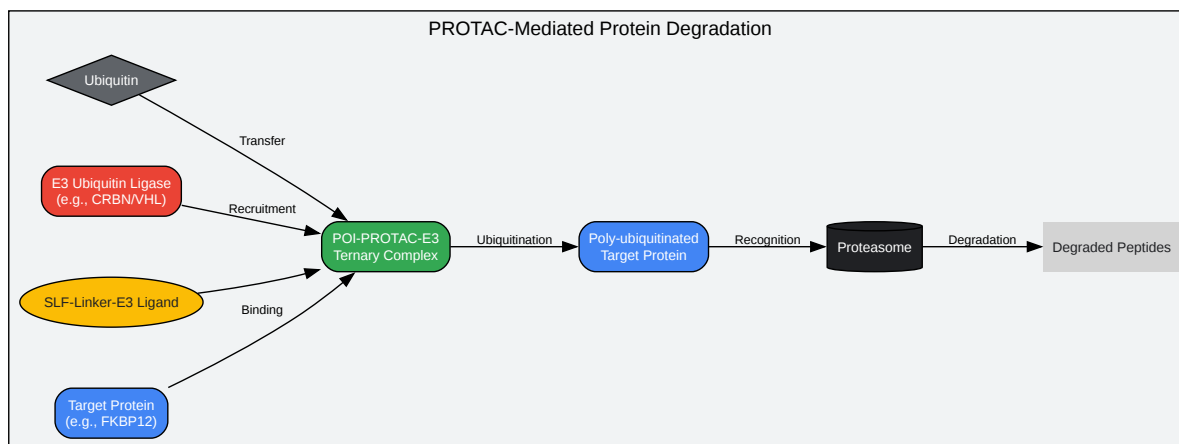 PROTAC-Mediated Protein Degradation
Ubiquitin
Transfer
E3 Ubiquitin Ligase
(e.g., CRBN/VHL)
Recruitment
POI-PROTAC-E3
Ternary Complex
Ubiquitination
Poly-ubiquitinated
Target Protein
Recognition
Proteasome
Degradation
Degraded Peptides
SLF-Linker-E3 Ligand
Binding
Target Protein
(e.g., FKBP12)